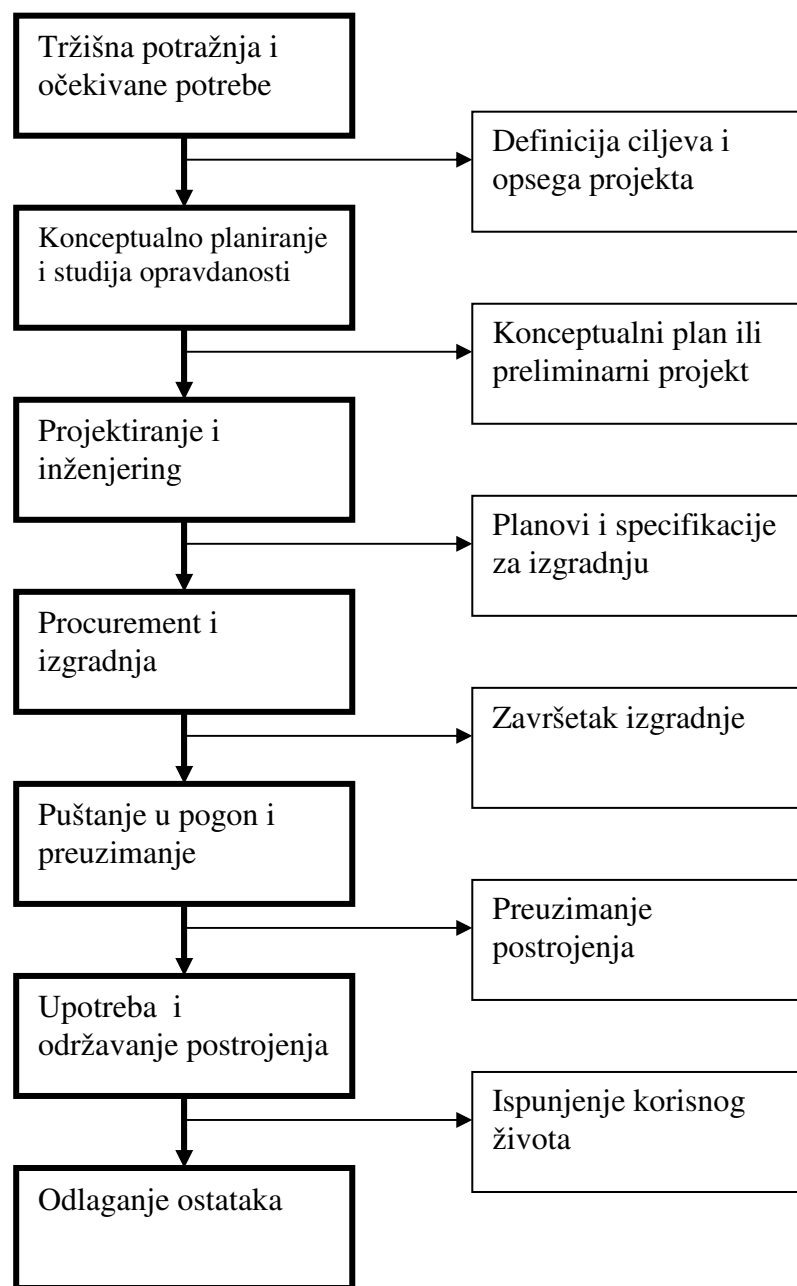 Tržišna potražnja i
očekivane potrebe
Definicija ciljeva i
opsega projekta
Konceptualno planiranje
i studija opravdanosti
Konceptualni plan ili
preliminarni projekt
Projektiranje i
inženjering
Planovi i specifikacije
za izgradnju
Procurement i
izgradnja
Završetak izgradnje
Puštanje u pogon i
preuzimanje
Preuzimanje
postrojenja
Upotreba i
održavanje postrojenja
Ispunjenje korisnog
života
Odlaganje ostataka